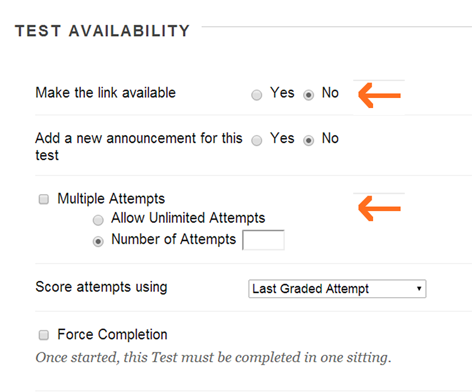 TEST AVAILABILITY
Make the link available Yes No
Add a new announcement for this Yes No
test
Multiple Attempts
Allow Unlimited Attempts
Number of Attempts
Score attempts using Last Graded Attempt
Force Completion
Once started, this Test must be completed in one sitting.